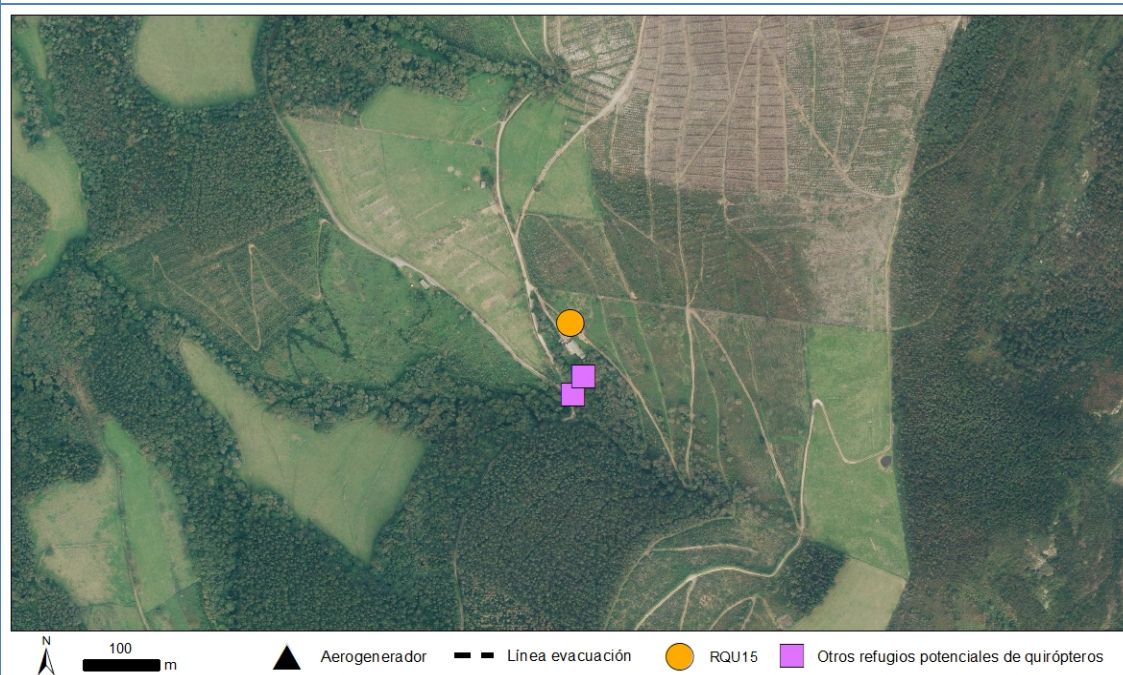 N
100
m
Aerogenerador
Línea evacuación
RQU15
Otros refugios potenciales de quirópteros